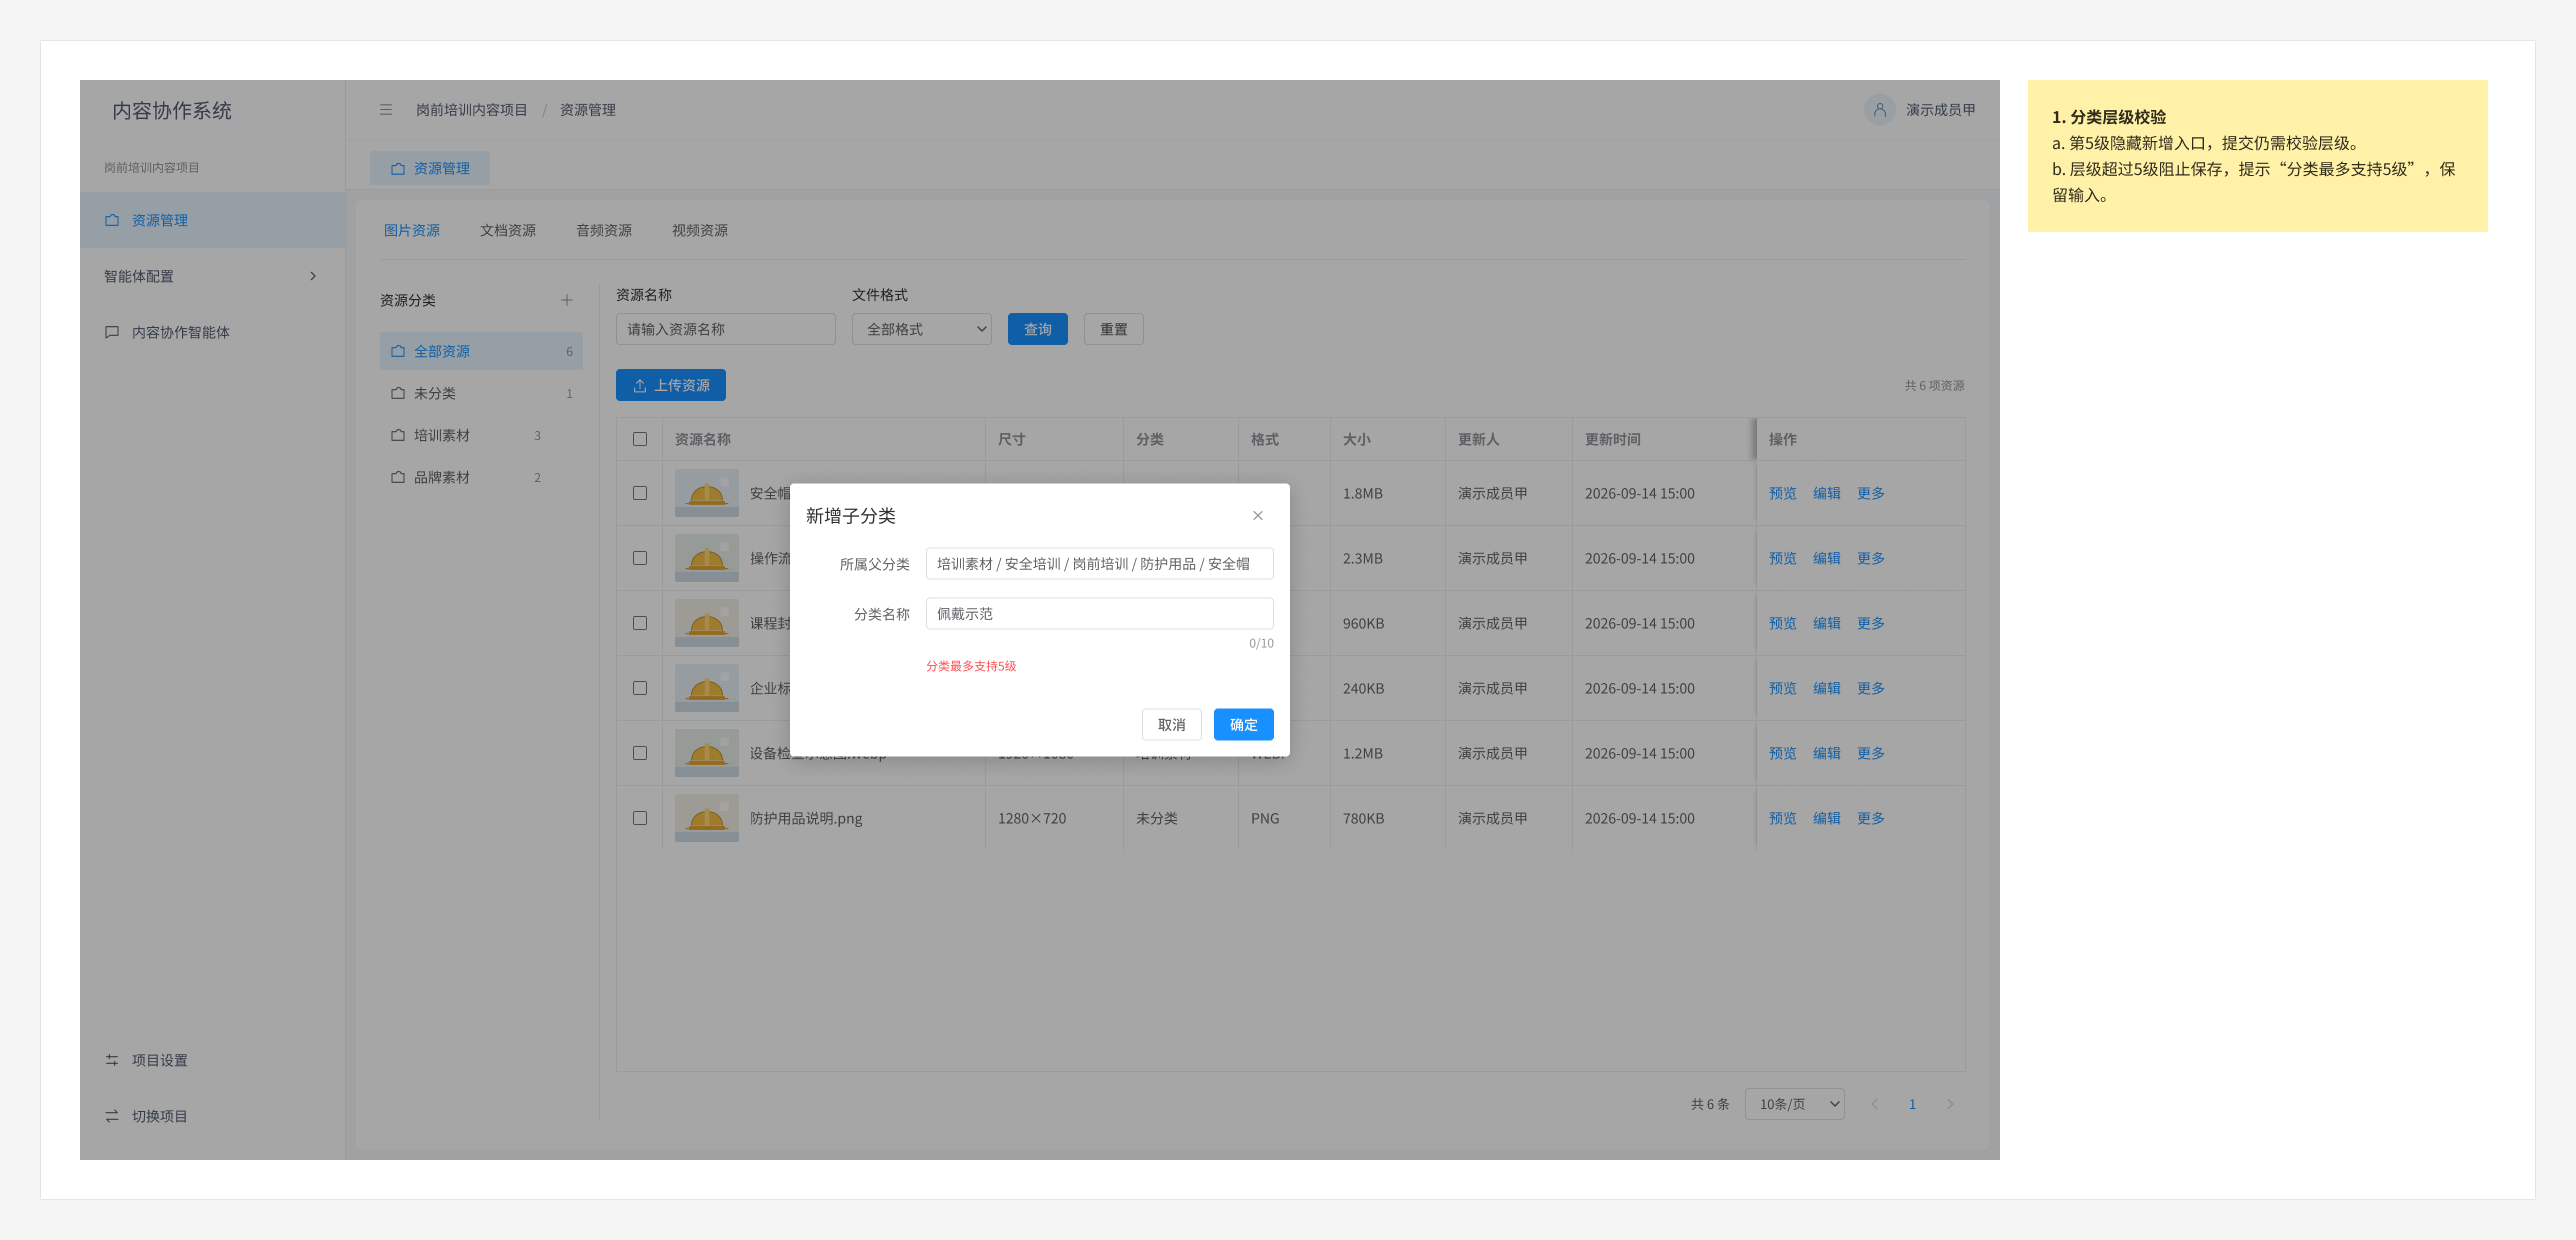 内容协作系统
岗前培训内容项目
资源管理
智能体配置
内容协作智能体
项目设置
切换项目
岗前培训内容项目 / 资源管理
演示成员甲
资源管理
图片资源 文档资源 音频资源 视频资源
资源分类
全部资源 6
未分类 1
培训素材 3
品牌素材 2
资源名称 文件格式
请输入资源名称 全部格式 查询 重置
上传资源 共 6 项资源
资源名称 尺寸 分类 格式 大小 更新人 更新时间 操作
安全帽 1.8MB 演示成员甲 2026-09-14 15:00 预览 编辑 更多
操作流 2.3MB 演示成员甲 2026-09-14 15:00 预览 编辑 更多
课程封 960KB 演示成员甲 2026-09-14 15:00 预览 编辑 更多
企业标 240KB 演示成员甲 2026-09-14 15:00 预览 编辑 更多
设备检 1.2MB 演示成员甲 2026-09-14 15:00 预览 编辑 更多
防护用品说明.png 1280×720 未分类 PNG 780KB 演示成员甲 2026-09-14 15:00 预览 编辑 更多
共 6 条 10条/页 1
新增子分类
所属父分类 培训素材 / 安全培训 / 岗前培训 / 防护用品 / 安全帽
分类名称 佩戴示范
0/10
分类最多支持5级
取消 确定
1. 分类层级校验
a. 第5级隐藏新增入口，提交仍需校验层级。
b. 层级超过5级阻止保存，提示“分类最多支持5级”，保
留输入。